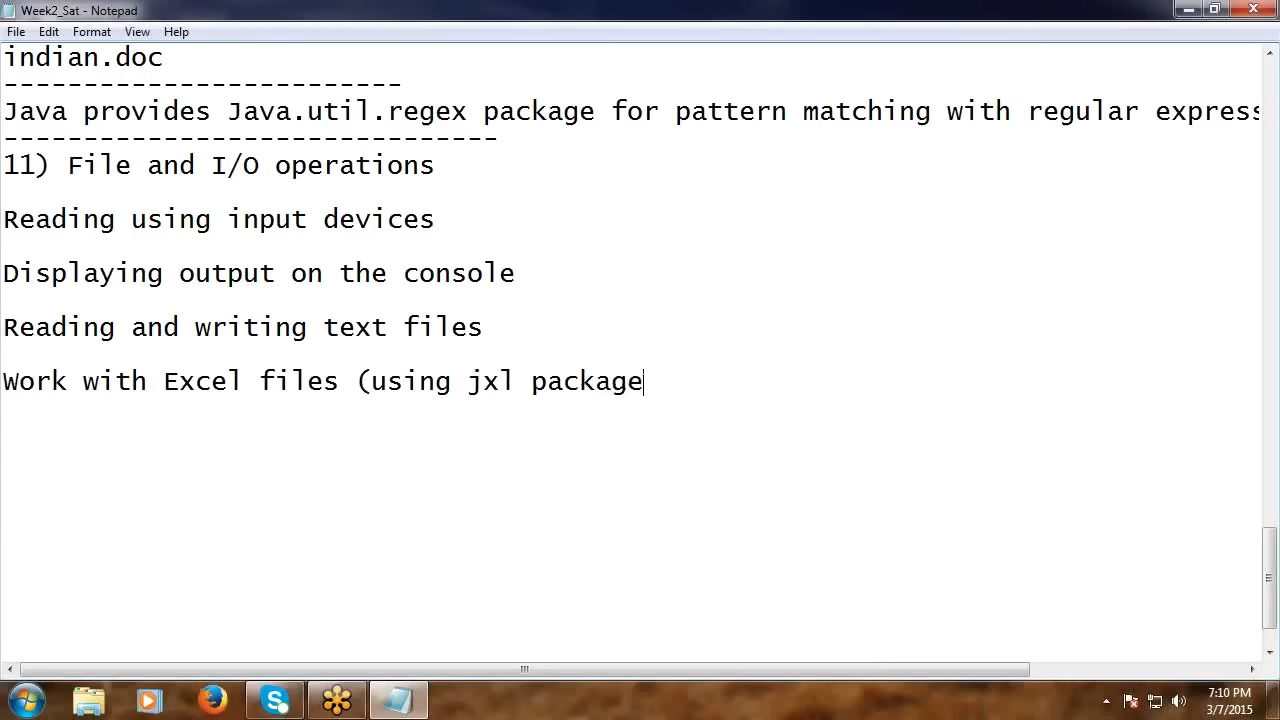 Week2_Sat - Notepad
File Edit Format View Help
indian.doc
-------------------------
Java provides Java.util.regex package for pattern matching with regular express
-------------------------------
11) File and I/O operations
Reading using input devices
Displaying output on the console
Reading and writing text files
Work with Excel files (using jxl package
7:10 PM
3/7/2015